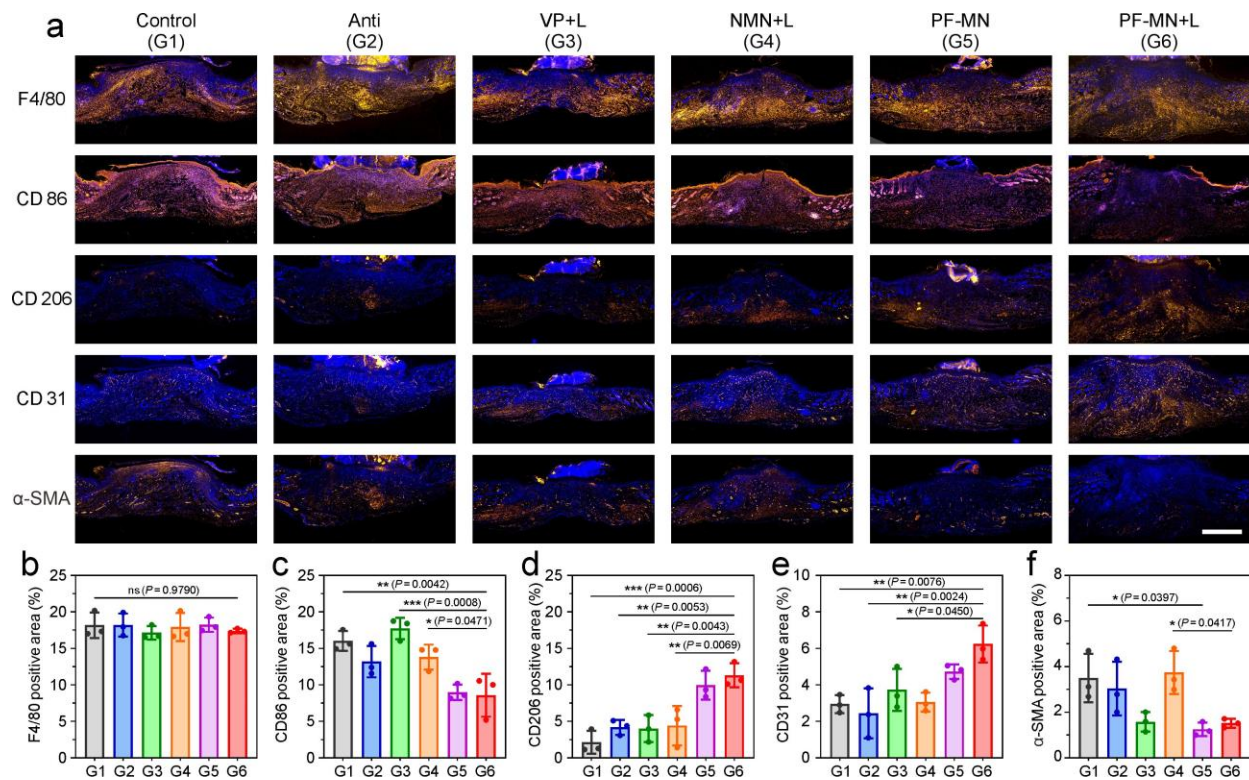 a
Control (G1)
Anti (G2)
VP+L (G3)
NMN+L (G4)
PF-MN (G5)
PF-MN+L (G6)
F4/80
CD 86
CD 206
CD 31
α-SMA
b
F4/80 positive area (%)
25
20
15
10
5
0
ns (P = 0.9790)
G1 G2 G3 G4 G5 G6
c
CD86 positive area (%)
25
20
15
10
5
0
** (P = 0.0042)
*** (P = 0.0008)
* (P = 0.0471)
G1 G2 G3 G4 G5 G6
d
CD206 positive area (%)
25
20
15
10
5
0
*** (P = 0.0006)
** (P = 0.0053)
** (P = 0.0043)
** (P = 0.0069)
G1 G2 G3 G4 G5 G6
e
CD31 positive area (%)
10
8
6
4
2
0
** (P = 0.0076)
** (P = 0.0024)
* (P = 0.0450)
G1 G2 G3 G4 G5 G6
f
α-SMA positive area (%)
8
6
4
2
0
* (P = 0.0397)
* (P = 0.0417)
G1 G2 G3 G4 G5 G6